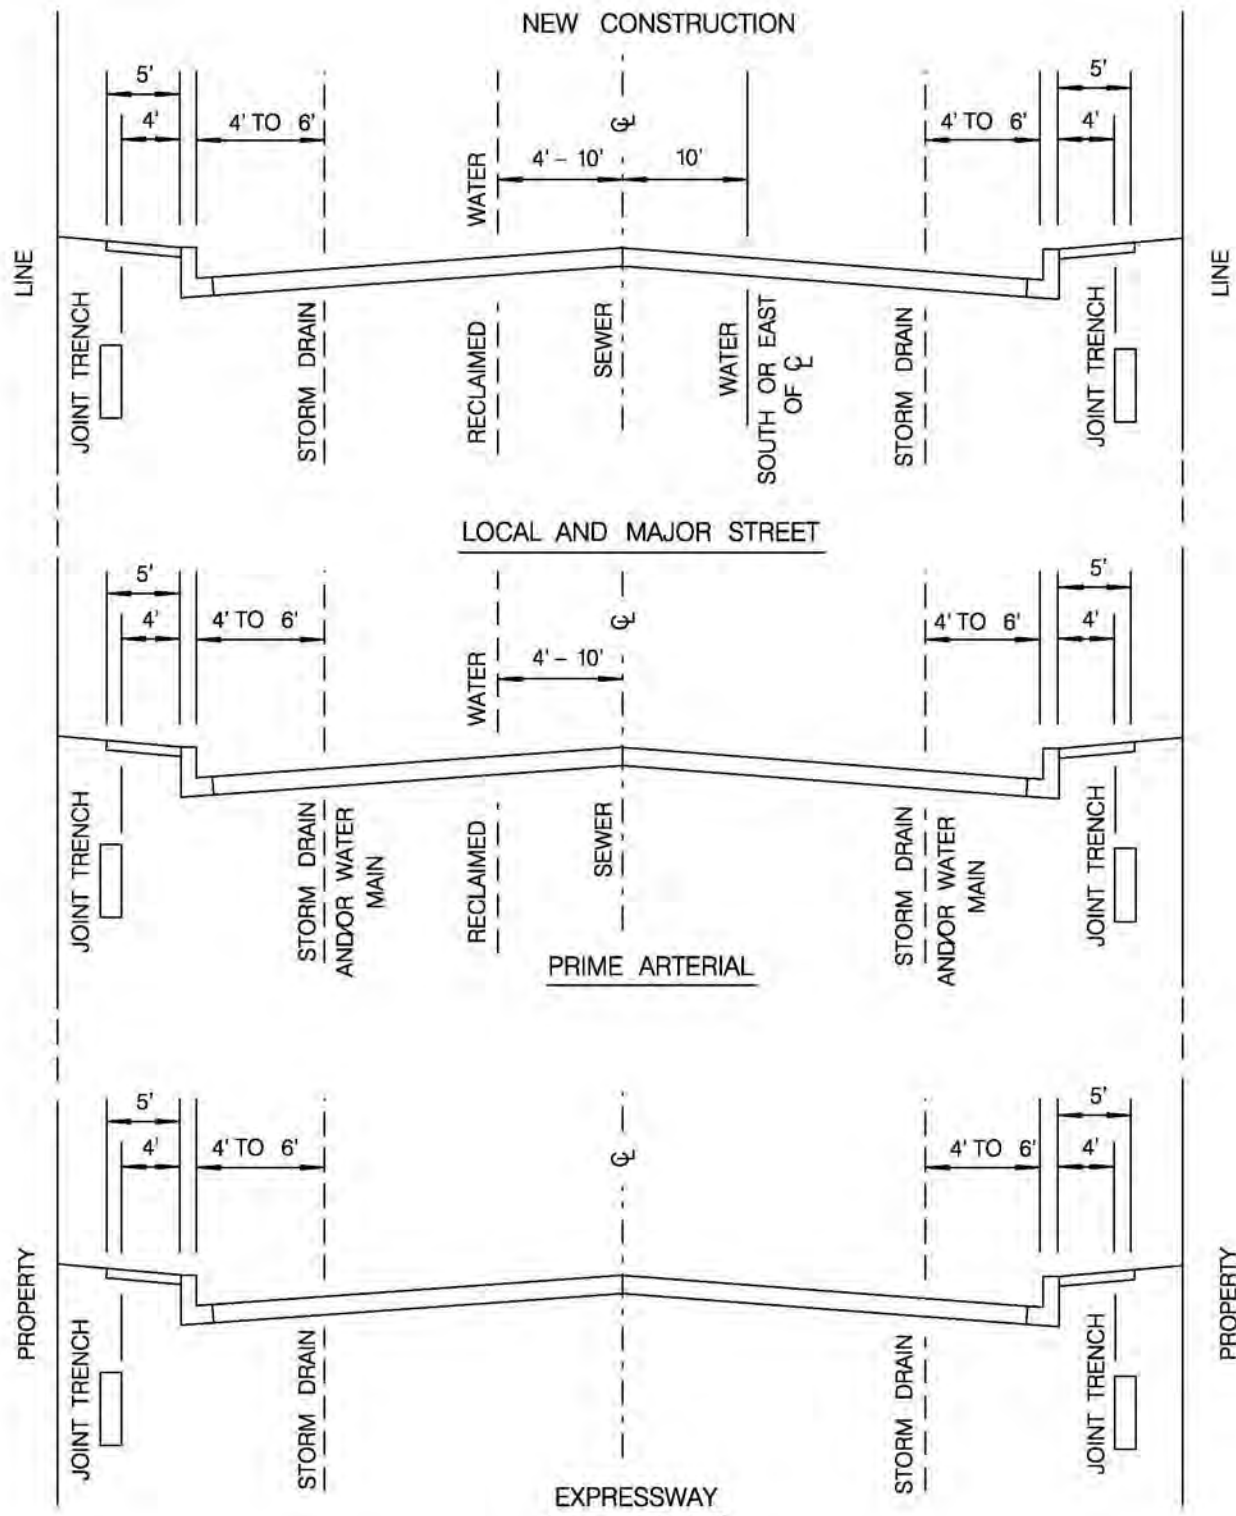 NEW CONSTRUCTION
5'
4'
4' TO 6'
WATER
4' – 10'
℄
10'
4' TO 6'
5'
4'
LINE
JOINT TRENCH
STORM DRAIN
RECLAIMED
SEWER
WATER
SOUTH OR EAST
OF ℄
STORM DRAIN
JOINT TRENCH
LINE
LOCAL AND MAJOR STREET
5'
4'
4' TO 6'
WATER
4' – 10'
℄
4' TO 6'
5'
4'
JOINT TRENCH
STORM DRAIN
AND/OR WATER
MAIN
RECLAIMED
SEWER
STORM DRAIN
AND/OR WATER
MAIN
JOINT TRENCH
PRIME ARTERIAL
5'
4'
4' TO 6'
℄
4' TO 6'
5'
4'
PROPERTY
JOINT TRENCH
STORM DRAIN
STORM DRAIN
JOINT TRENCH
PROPERTY
EXPRESSWAY